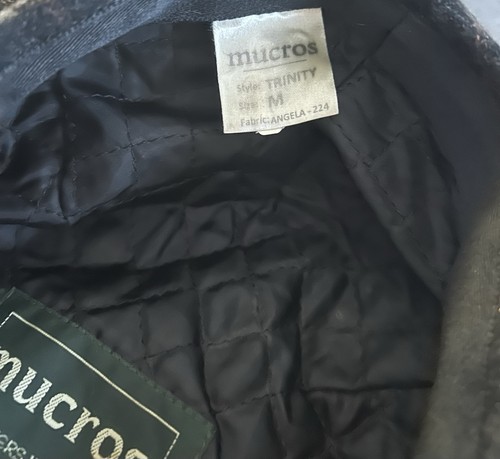 mucros
Style: TRINITY
Size: M
Fabric: ANGELA - 224
mucros